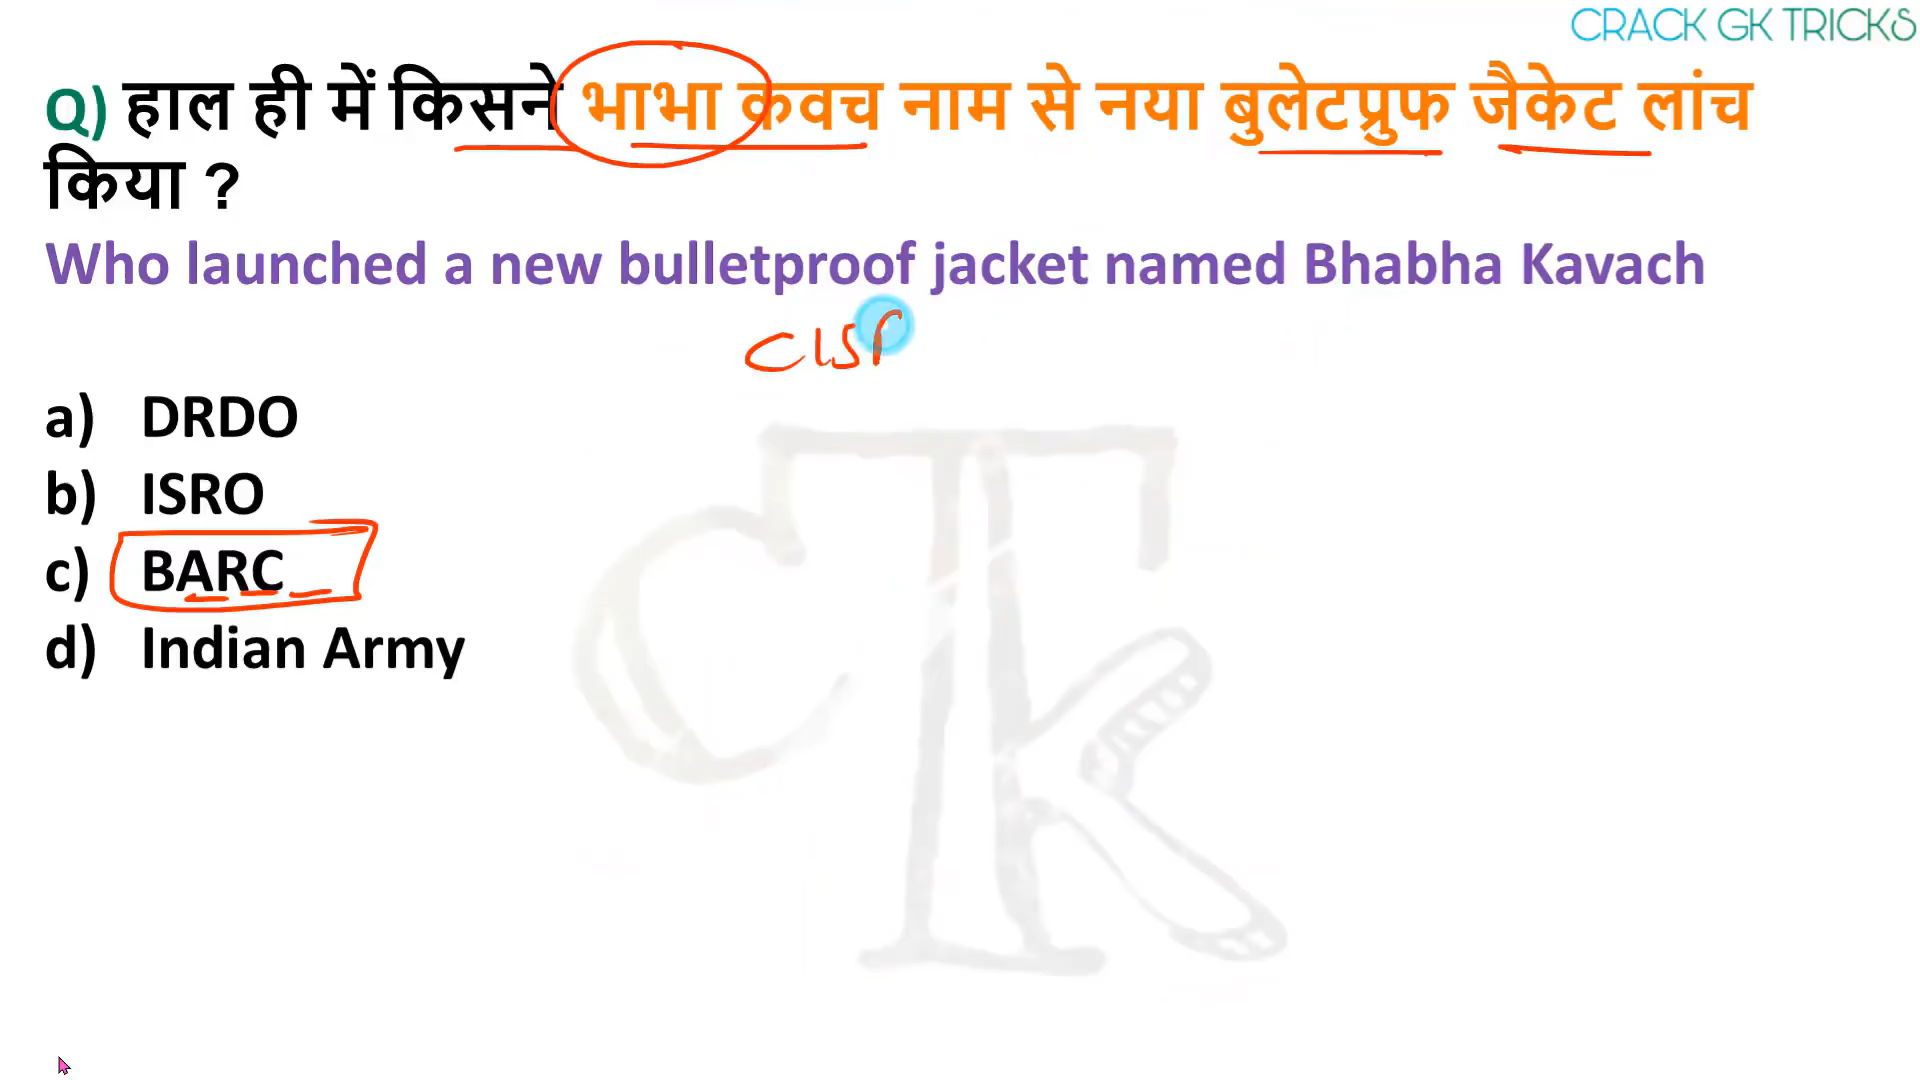 CRACK GK TRICKS
Q) हाल ही में किसने भाभा कवच नाम से नया बुलेटप्रुफ जैकेट लांच
किया ?
Who launched a new bulletproof jacket named Bhabha Kavach
a) DRDO
b) ISRO
c) BARC
d) Indian Army